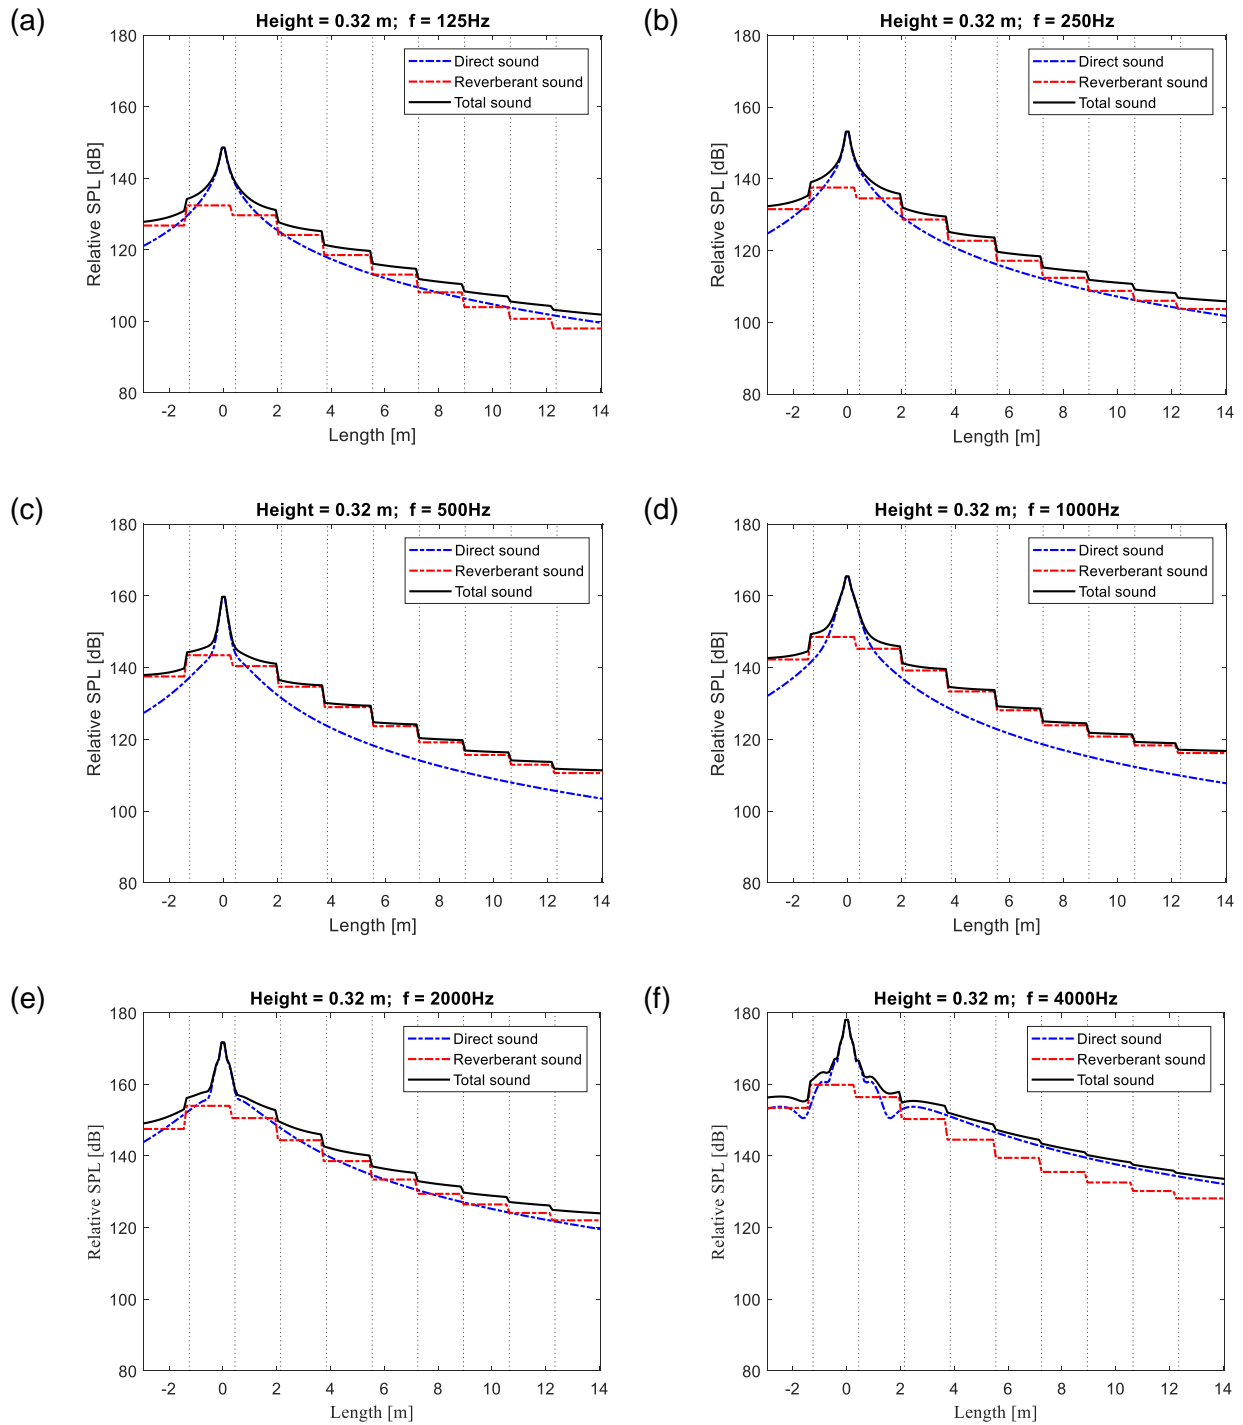 (a)
Height = 0.32 m;  f = 125Hz
Relative SPL [dB]
180
160
140
120
100
80
Direct sound
Reverberant sound
Total sound
-2 0 2 4 6 8 10 12 14
Length [m]
(b)
Height = 0.32 m;  f = 250Hz
Relative SPL [dB]
180
160
140
120
100
80
Direct sound
Reverberant sound
Total sound
-2 0 2 4 6 8 10 12 14
Length [m]
(c)
Height = 0.32 m;  f = 500Hz
Relative SPL [dB]
180
160
140
120
100
80
Direct sound
Reverberant sound
Total sound
-2 0 2 4 6 8 10 12 14
Length [m]
(d)
Height = 0.32 m;  f = 1000Hz
Relative SPL [dB]
180
160
140
120
100
80
Direct sound
Reverberant sound
Total sound
-2 0 2 4 6 8 10 12 14
Length [m]
(e)
Height = 0.32 m;  f = 2000Hz
Relative SPL [dB]
180
160
140
120
100
80
Direct sound
Reverberant sound
Total sound
-2 0 2 4 6 8 10 12 14
Length [m]
(f)
Height = 0.32 m;  f = 4000Hz
Relative SPL [dB]
180
160
140
120
100
80
Direct sound
Reverberant sound
Total sound
-2 0 2 4 6 8 10 12 14
Length [m]